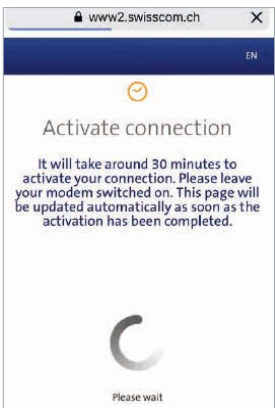 www2.swisscom.ch
EN
Activate connection
It will take around 30 minutes to
activate your connection. Please leave
your modem switched on. This page will
be updated automatically as soon as the
activation has been completed.
Please wait